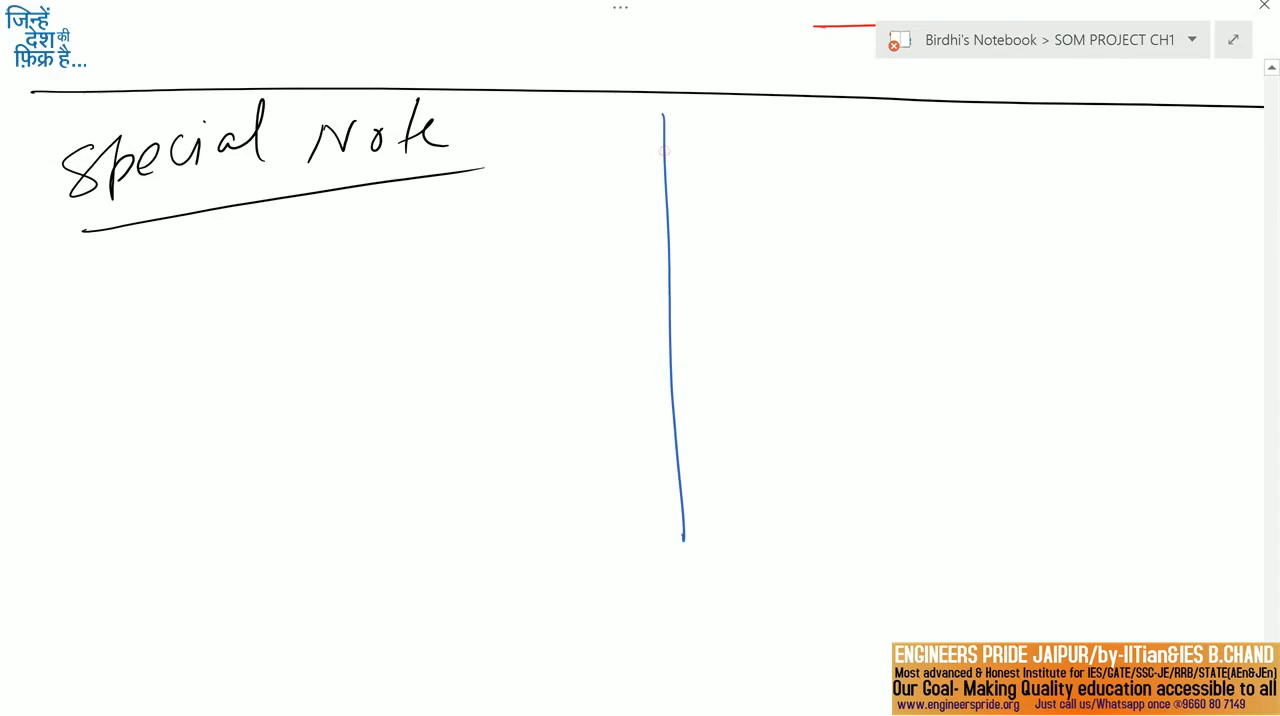 जिन्हें
देश की
फ़िक्र है...
Birdhi's Notebook > SOM PROJECT CH1
Special Note
ENGINEERS PRIDE JAIPUR/by-IITian&IES B.CHAND
Most advanced & Honest Institute for IES/GATE/SSC-JE/RRB/STATE(AEn&JEn)
Our Goal- Making Quality education accessible to all
www.engineerspride.org Just call us/Whatsapp once @9660 80 7149